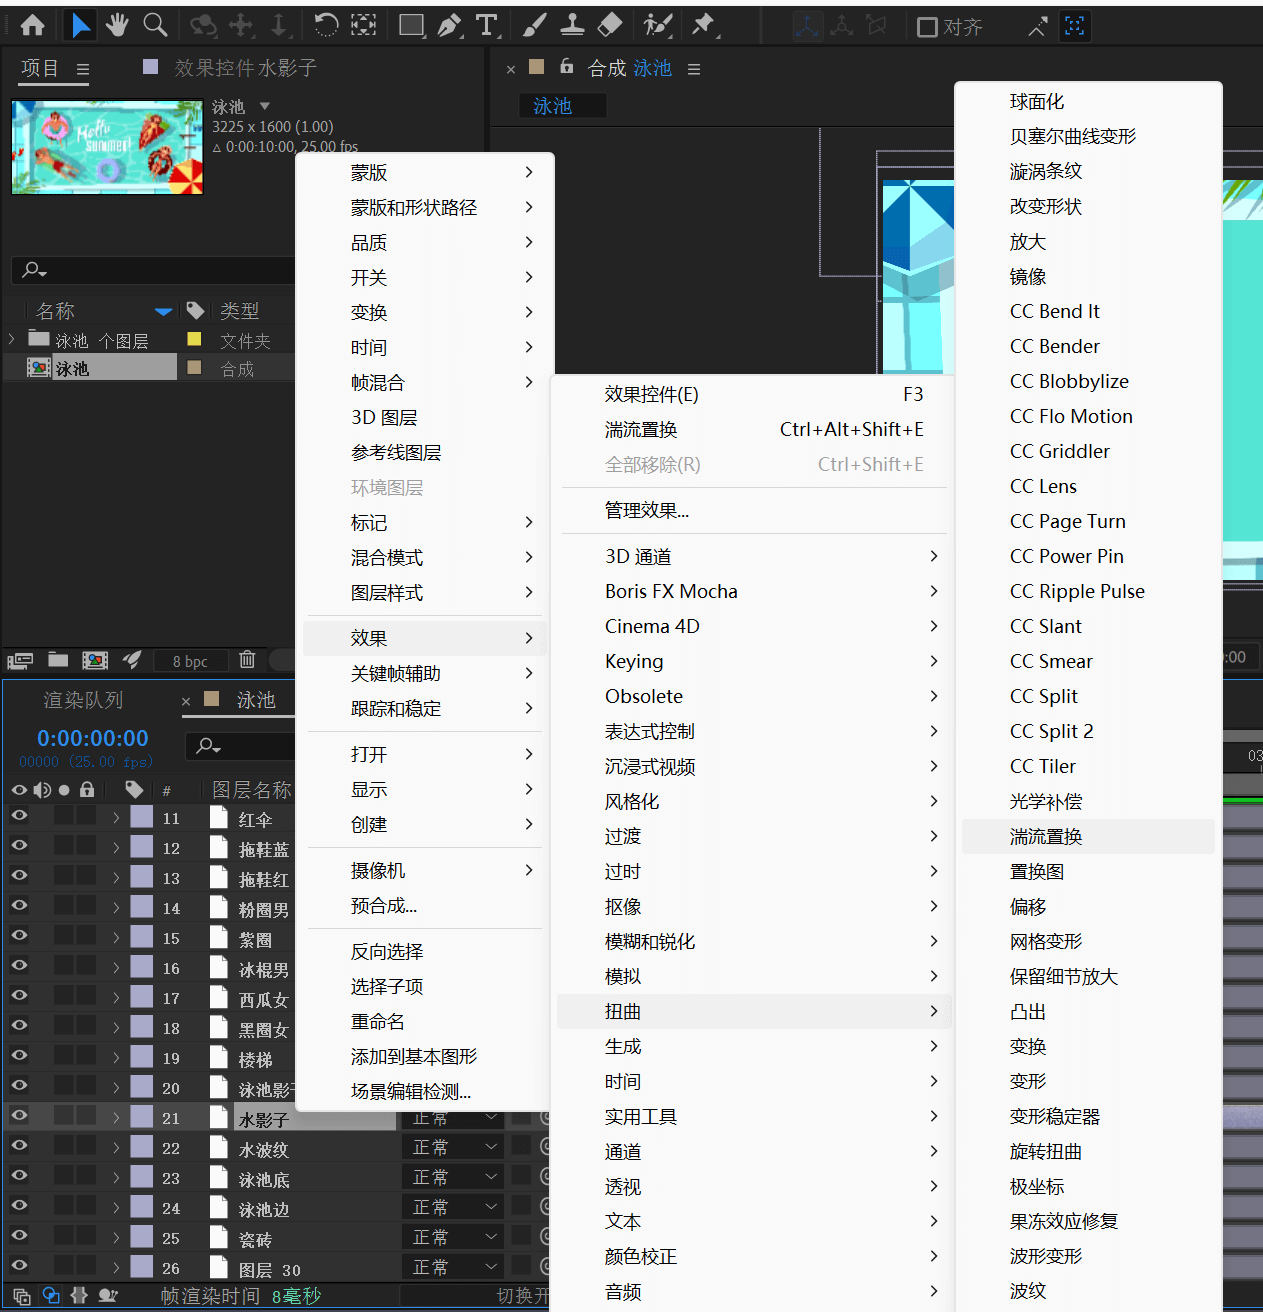 对齐
项目
效果控件水影子
合成 泳池
泳池
泳池
3225 x 1600 (1.00)
0:00:10:00, 25.00 fps
Hello
SUMMER!
名称
类型
泳池 个图层
文件夹
泳池
合成
8 bpc
渲染队列
泳池
0:00:00:00
00000 (25.00 fps)
#
图层名称
11
红伞
12
拖鞋蓝
13
拖鞋红
14
粉圈男
15
紫圈
16
冰棍男
17
西瓜女
18
黑圈女
19
楼梯
20
泳池影子
21
水影子
正常
22
水波纹
正常
23
泳池底
正常
24
泳池边
正常
25
瓷砖
正常
26
图层 30
正常
帧渲染时间 8毫秒
切换开
蒙版
蒙版和形状路径
品质
开关
变换
时间
帧混合
3D 图层
参考线图层
环境图层
标记
混合模式
图层样式
效果
关键帧辅助
跟踪和稳定
打开
显示
创建
摄像机
预合成...
反向选择
选择子项
重命名
添加到基本图形
场景编辑检测...
效果控件(E) F3
湍流置换 Ctrl+Alt+Shift+E
全部移除(R) Ctrl+Shift+E
管理效果...
3D 通道
Boris FX Mocha
Cinema 4D
Keying
Obsolete
表达式控制
沉浸式视频
风格化
过渡
过时
抠像
模糊和锐化
模拟
扭曲
生成
时间
实用工具
通道
透视
文本
颜色校正
音频
球面化
贝塞尔曲线变形
漩涡条纹
改变形状
放大
镜像
CC Bend It
CC Bender
CC Blobbylize
CC Flo Motion
CC Griddler
CC Lens
CC Page Turn
CC Power Pin
CC Ripple Pulse
CC Slant
CC Smear
CC Split
CC Split 2
CC Tiler
光学补偿
湍流置换
置换图
偏移
网格变形
保留细节放大
凸出
变换
变形
变形稳定器
旋转扭曲
极坐标
果冻效应修复
波形变形
波纹
:00
03